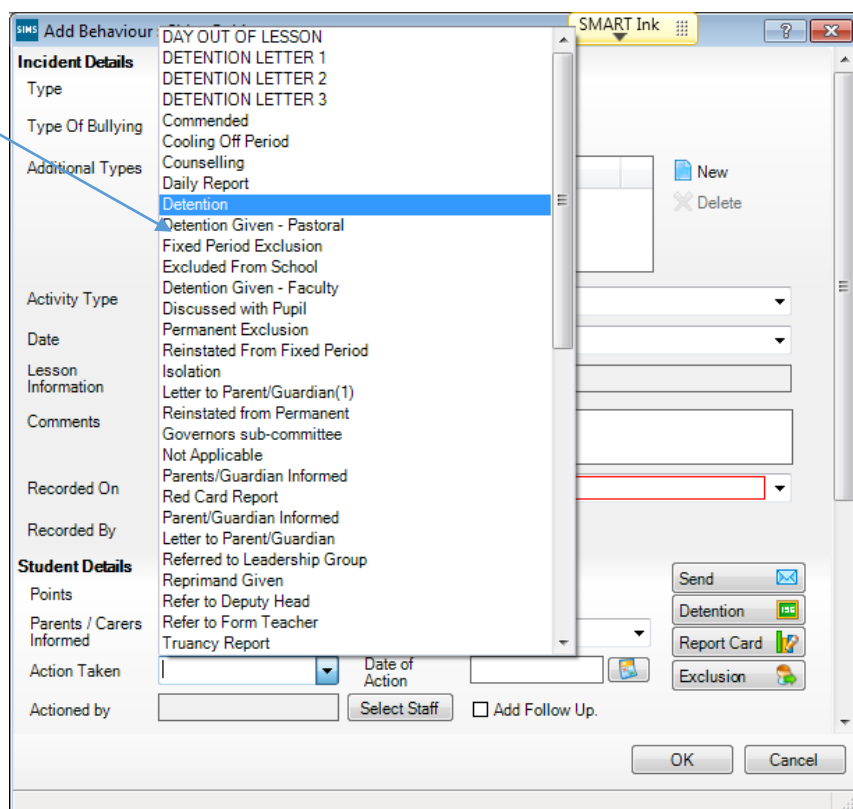 SIMS Add Behaviour
SMART Ink
DAY OUT OF LESSON
DETENTION LETTER 1
DETENTION LETTER 2
DETENTION LETTER 3
Commended
Cooling Off Period
Counselling
Daily Report
Detention
Detention Given - Pastoral
Fixed Period Exclusion
Excluded From School
Detention Given - Faculty
Discussed with Pupil
Permanent Exclusion
Reinstated From Fixed Period
Isolation
Letter to Parent/Guardian(1)
Reinstated from Permanent
Governors sub-committee
Not Applicable
Parents/Guardian Informed
Red Card Report
Parent/Guardian Informed
Letter to Parent/Guardian
Referred to Leadership Group
Reprimand Given
Refer to Deputy Head
Refer to Form Teacher
Truancy Report
Incident Details
Type
Type Of Bullying
Additional Types
New
Delete
Activity Type
Date
Lesson
Information
Comments
Recorded On
Recorded By
Student Details
Points
Parents / Carers
Informed
Send
Detention
Report Card
Exclusion
Action Taken
Date of
Action
Actioned by
Select Staff
Add Follow Up.
OK
Cancel